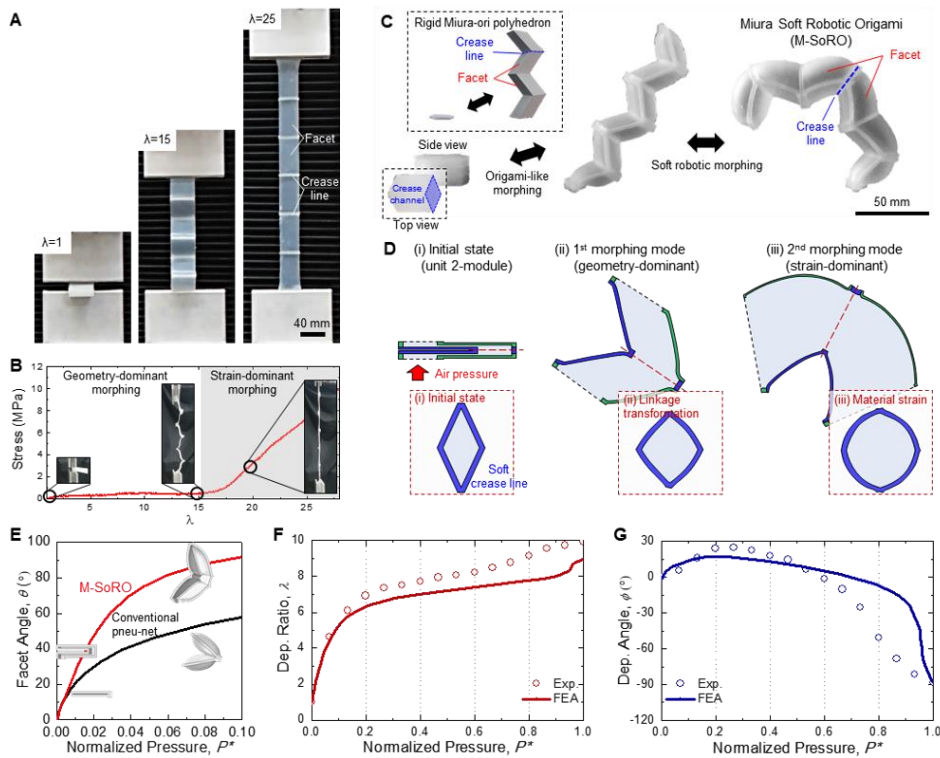 A
λ=1
λ=15
λ=25
Facet
Crease
line
40 mm
B
Geometry-dominant
morphing
Strain-dominant
morphing
Stress (MPa)
12
10
8
6
4
2
0
5
10
15
20
25
λ
C
Rigid Miura-ori polyhedron
Crease
line
Facet
Side view
Crease
channel
Top view
Origami-like
morphing
Soft robotic morphing
Miura Soft Robotic Origami
(M-SoRO)
Facet
Crease
line
50 mm
D
(i) Initial state
(unit 2-module)
(ii) 1st morphing mode
(geometry-dominant)
(iii) 2nd morphing mode
(strain-dominant)
Air pressure
(i) Initial state
Soft
crease line
(ii) Linkage
transformation
(iii) Material strain
E
Facet Angle, θ (°)
100
80
60
40
20
0
M-SoRO
Conventional
pneu-net
0.00 0.02 0.04 0.06 0.08 0.10
Normalized Pressure, P*
F
Dep. Ratio, λ
10
8
6
4
2
0
Exp.
FEA
0.0 0.2 0.4 0.6 0.8 1.0
Normalized Pressure, P*
G
Dep. Angle, ϕ (°)
30
0
-30
-60
-90
-120
Exp.
FEA
0.0 0.2 0.4 0.6 0.8 1.0
Normalized Pressure, P*